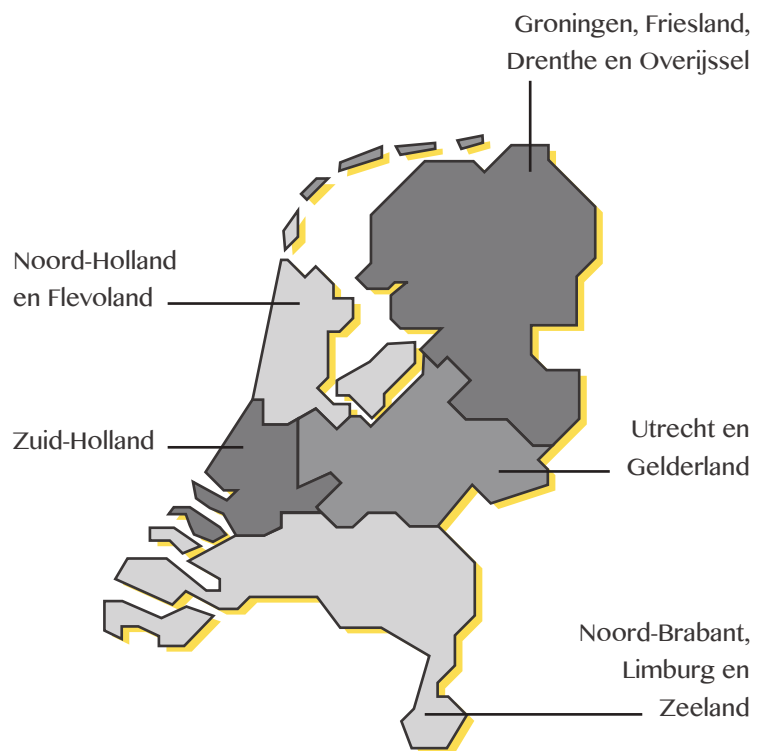 Groningen, Friesland,
Drenthe en Overijssel
Noord-Holland
en Flevoland
Zuid-Holland
Utrecht en
Gelderland
Noord-Brabant,
Limburg en
Zeeland